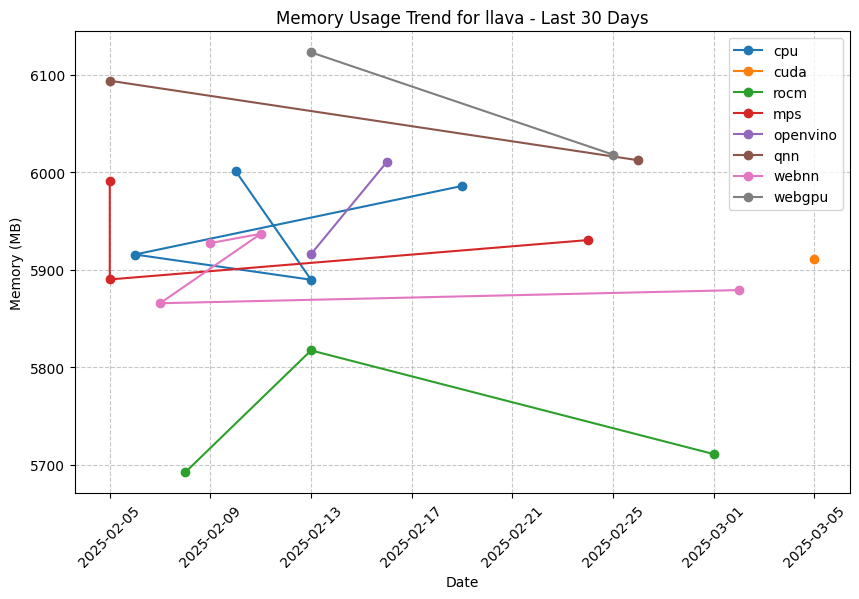 Memory Usage Trend for llava - Last 30 Days
cpu
cuda
rocm
mps
openvino
qnn
webnn
webgpu
6100
6000
5900
5800
5700
Memory (MB)
2025-02-05
2025-02-09
2025-02-13
2025-02-17
2025-02-21
2025-02-25
2025-03-01
2025-03-05
Date